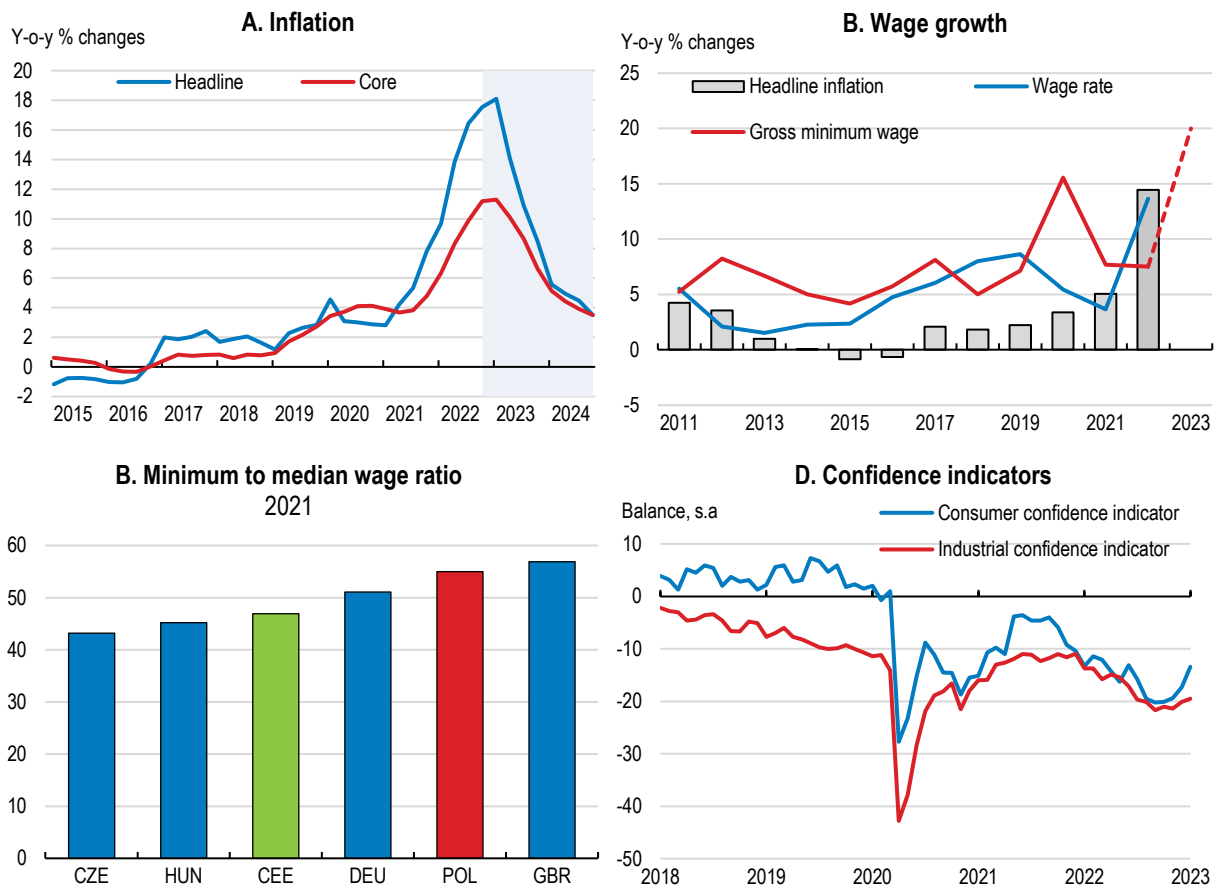 A. Inflation
Y-o-y % changes
Headline
Core
20
18
16
14
12
10
8
6
4
2
0
-2
2015 2016 2017 2018 2019 2020 2021 2022 2023 2024
B. Wage growth
Y-o-y % changes
Headline inflation
Wage rate
Gross minimum wage
25
20
15
10
5
0
-5
2011 2013 2015 2017 2019 2021 2023
B. Minimum to median wage ratio
2021
60
50
40
30
20
10
0
CZE HUN CEE DEU POL GBR
D. Confidence indicators
Balance, s.a
Consumer confidence indicator
Industrial confidence indicator
10
0
-10
-20
-30
-40
-50
2018 2019 2020 2021 2022 2023